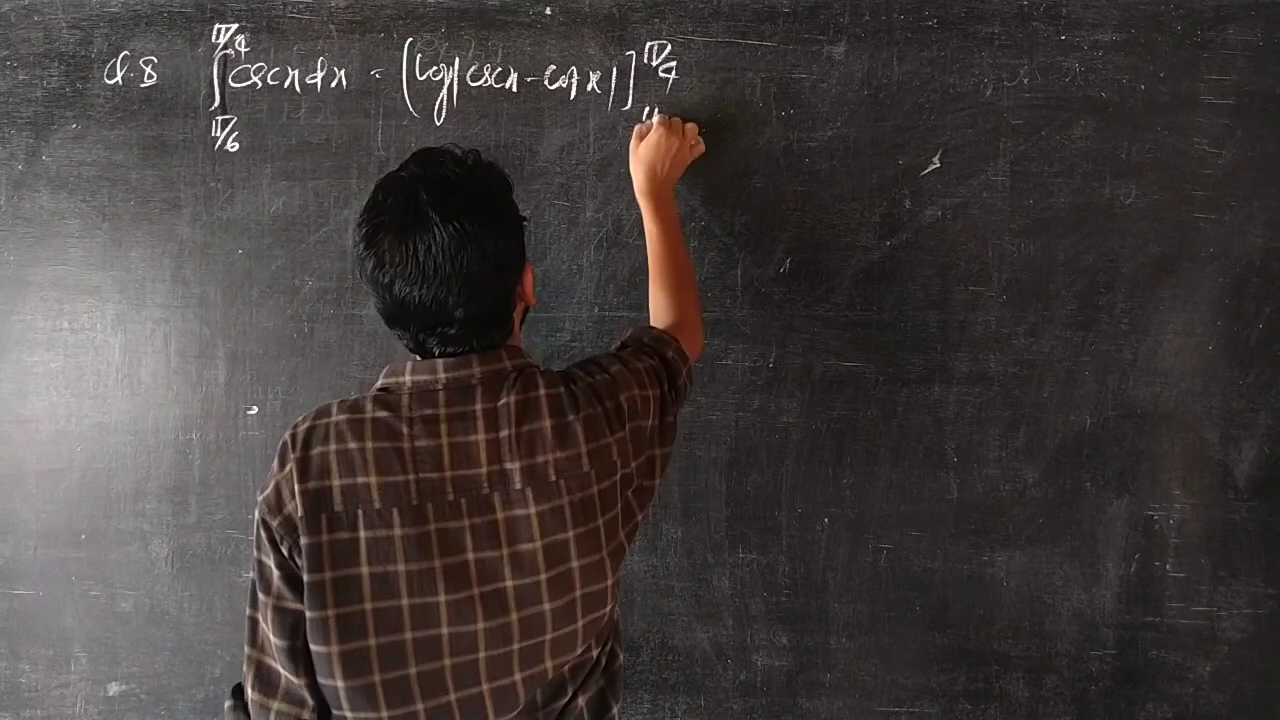 Q.8 ∫_{π/6}^{π/4} cscx dx = [log|cscx - cotx|]^{π/4}